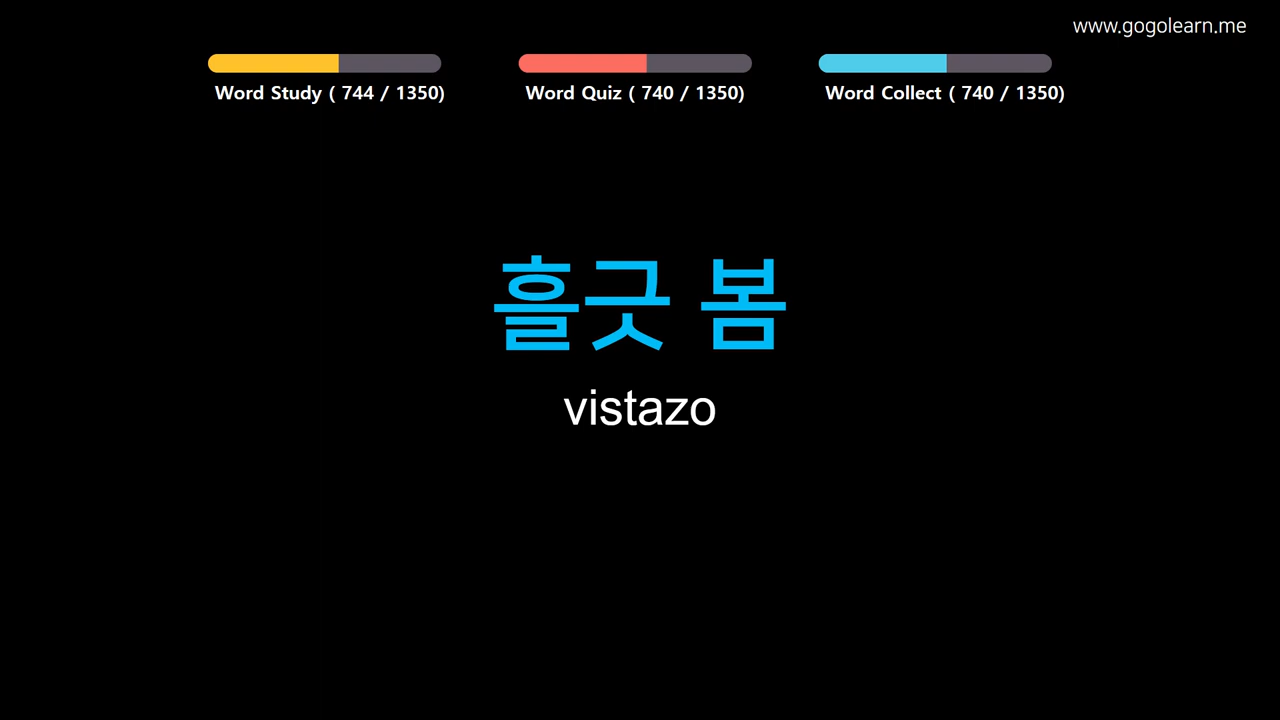 www.gogolearn.me
Word Study ( 744 / 1350)
Word Quiz ( 740 / 1350)
Word Collect ( 740 / 1350)
흘긋 봄
vistazo